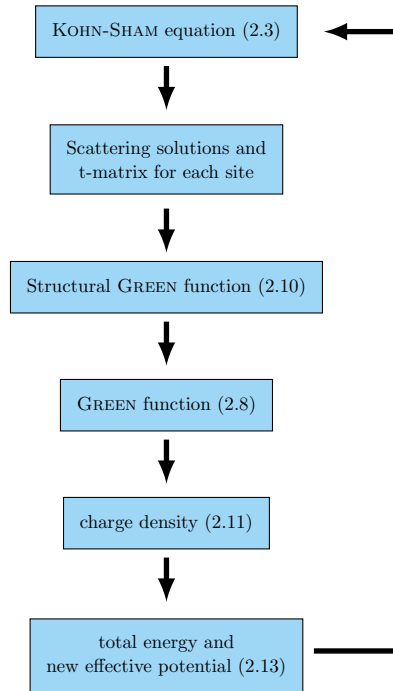 KOHN-SHAM equation (2.3)
Scattering solutions and
t-matrix for each site
Structural GREEN function (2.10)
GREEN function (2.8)
charge density (2.11)
total energy and
new effective potential (2.13)